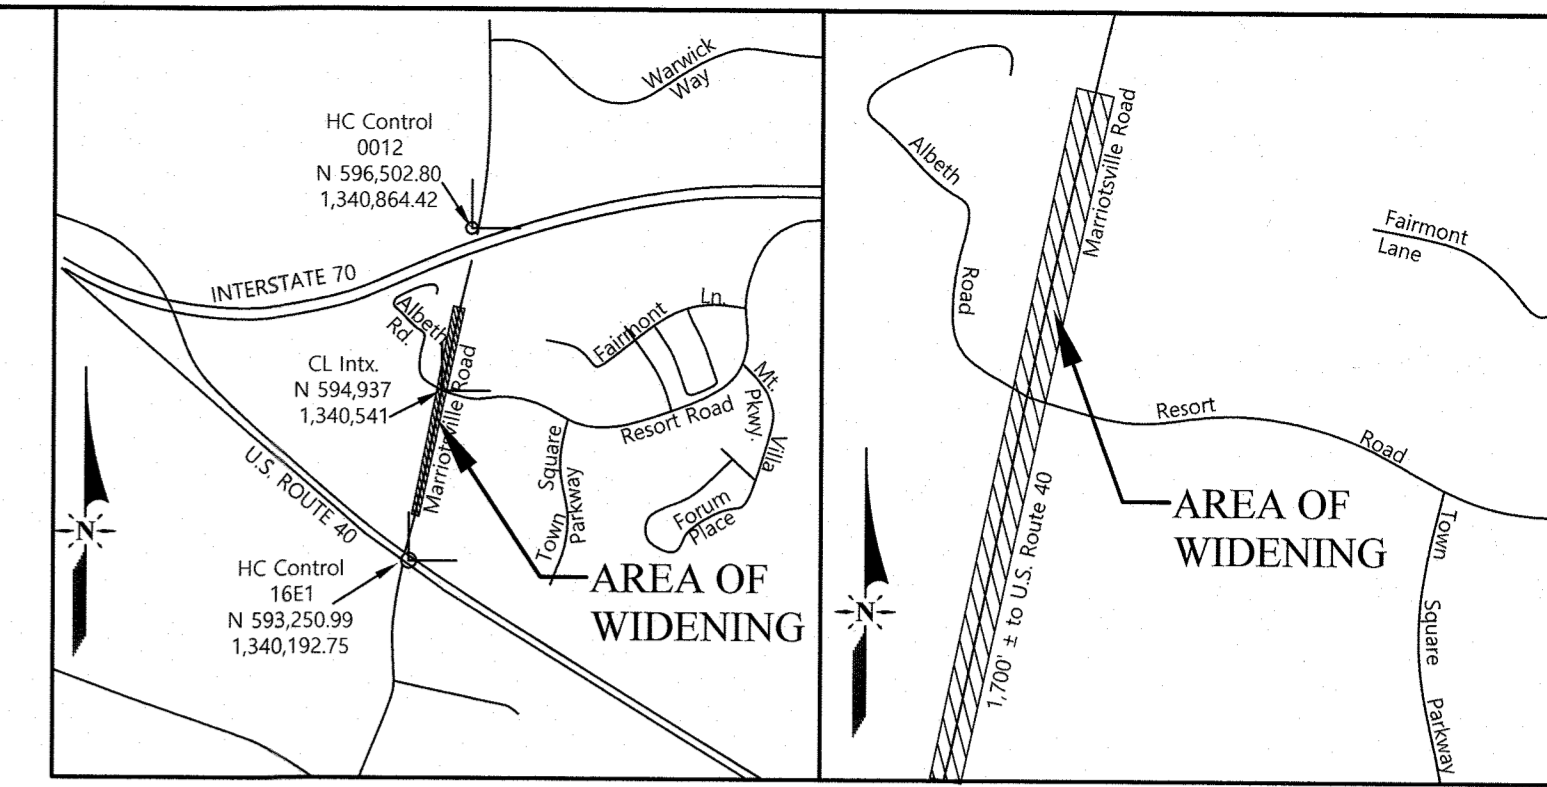 Warwick
Way
HC Control
0012
N 596,502.80
1,340,864.42
INTERSTATE 70
Albeth
Rd.
Fairmont
Ln.
CL Intx.
N 594,937
1,340,541
Marriotsville Road
Mt.
Pkwy.
Villa
Resort Road
U.S. ROUTE 40
Town Square
Parkway
Forum
Place
N
HC Control
16E1
N 593,250.99
1,340,192.75
AREA OF
WIDENING
Albeth
Road
Marriotsville Road
Fairmont
Lane
Resort
Road
AREA OF
WIDENING
1,700' ± to U.S. Route 40
N
Town
Square
Parkway